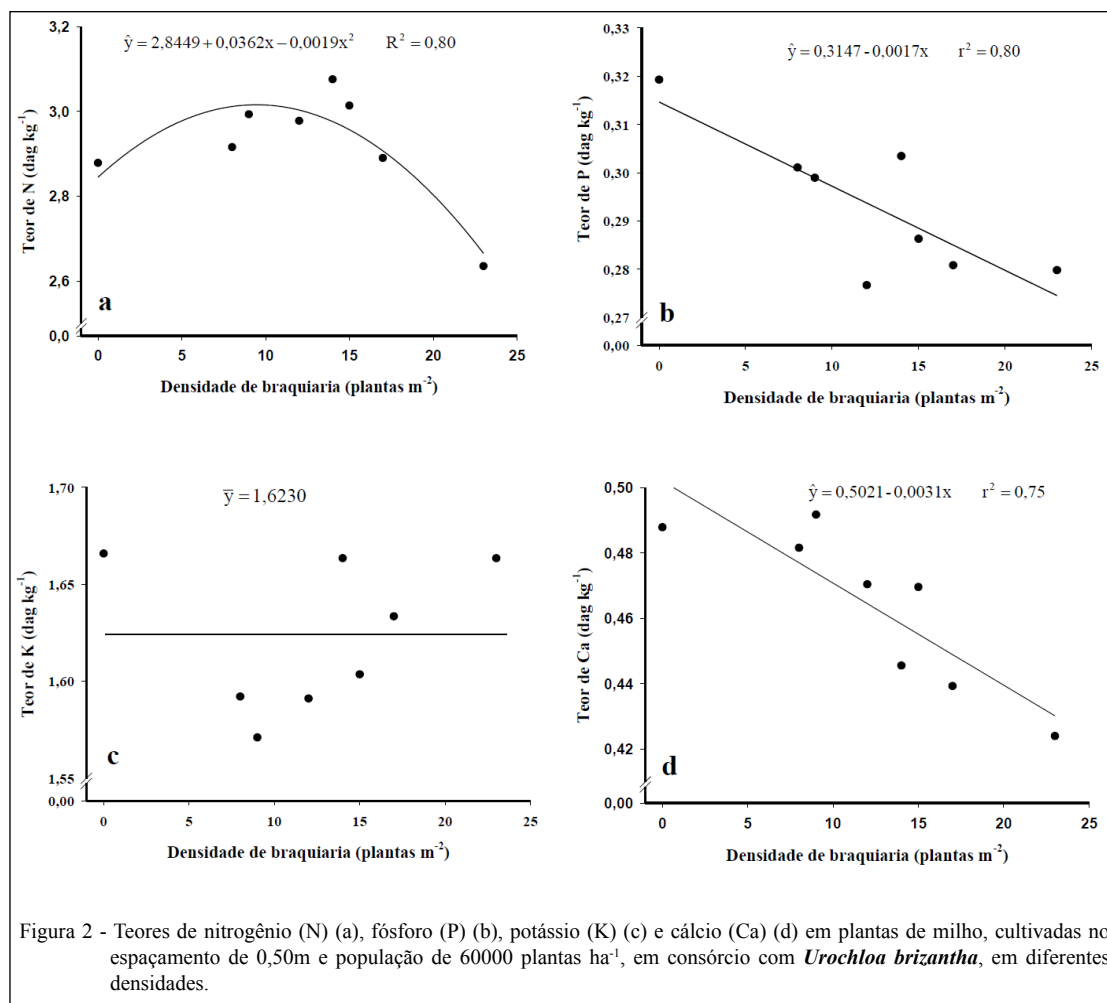 3,2
ŷ = 2,8449 + 0,0362x – 0,0019x² R² = 0,80
3,0
2,8
2,6
0,0
Teor de N (dag kg⁻¹)
a
0 5 10 15 20 25
Densidade de braquiaria (plantas m⁻²)
0,33
ŷ = 0,3147 - 0,0017x r² = 0,80
0,32
0,31
0,30
0,29
0,28
0,27
0,00
Teor de P (dag kg⁻¹)
b
0 5 10 15 20 25
Densidade de braquiaria (plantas m⁻²)
1,70
y̅ = 1,6230
1,65
1,60
1,55
0,00
Teor de K (dag kg⁻¹)
c
0 5 10 15 20 25
Densidade de braquiaria (plantas m⁻²)
0,50
ŷ = 0,5021 - 0,0031x r² = 0,75
0,48
0,46
0,44
0,42
0,00
Teor de Ca (dag kg⁻¹)
d
0 5 10 15 20 25
Densidade de braquiaria (plantas m⁻²)
Figura 2 - Teores de nitrogênio (N) (a), fósforo (P) (b), potássio (K) (c) e cálcio (Ca) (d) em plantas de milho, cultivadas no
espaçamento de 0,50m e população de 60000 plantas ha⁻¹, em consórcio com Urochloa brizantha, em diferentes
densidades.